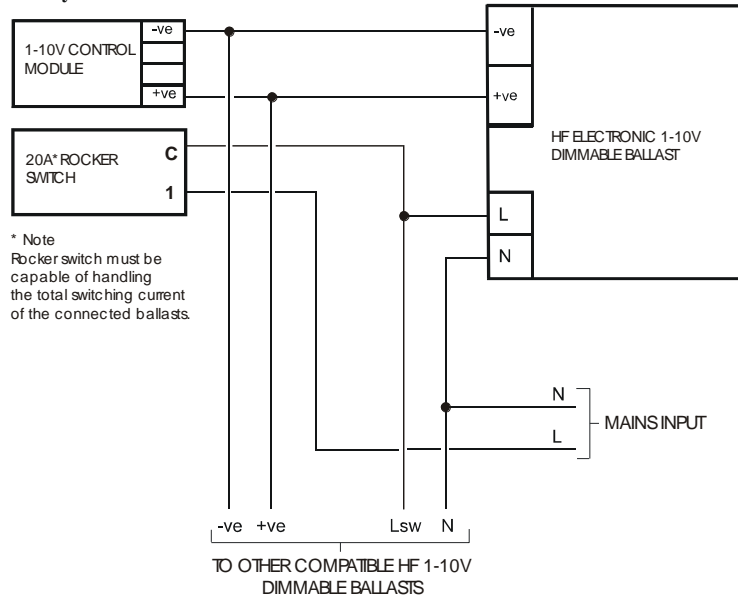 -ve
1-10V CONTROL
MODULE
+ve
20A* ROCKER
SWITCH
C
1
* Note
Rocker switch must be
capable of handling
the total switching current
of the connected ballasts.
-ve
+ve
HF ELECTRONIC 1-10V
DIMMABLE BALLAST
L
N
N
L
MAINS INPUT
-ve +ve Lsw N
TO OTHER COMPATIBLE HF 1-10V
DIMMABLE BALLASTS